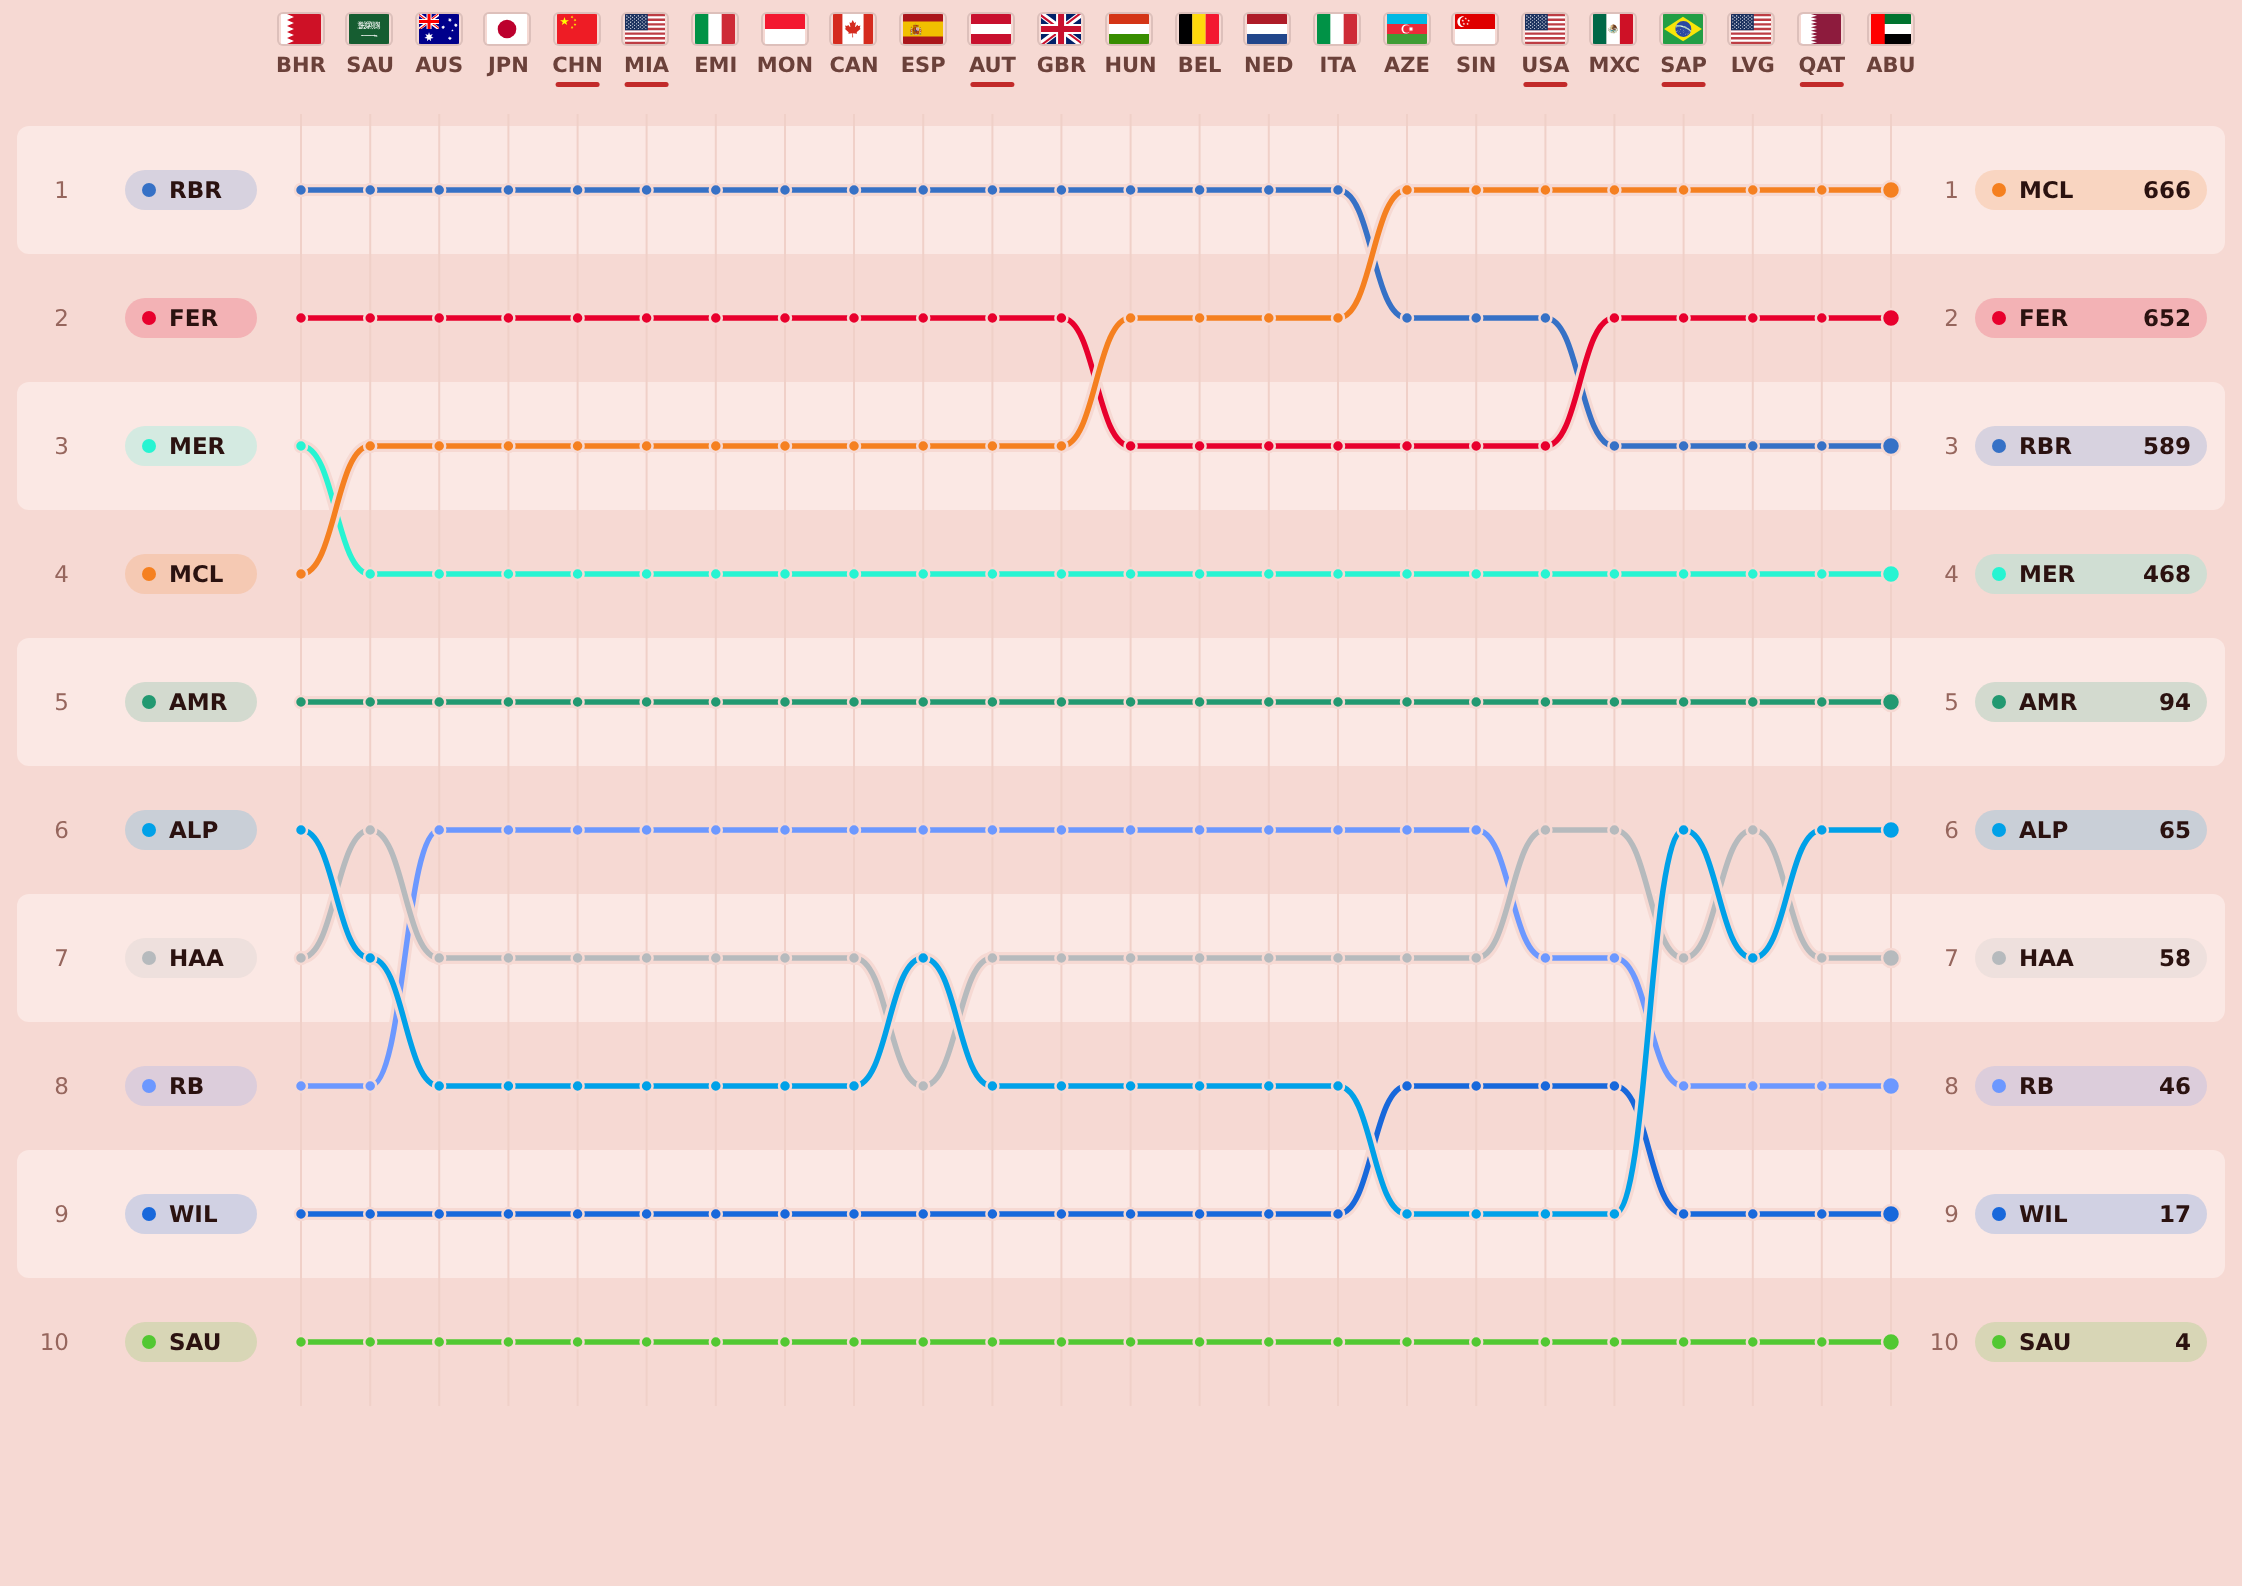 BHR SAU AUS JPN CHN MIA EMI MON CAN ESP AUT GBR HUN BEL NED ITA AZE SIN USA MXC SAP LVG QAT ABU
1 RBR 1 MCL 666
2 FER 2 FER 652
3 MER 3 RBR 589
4 MCL 4 MER 468
5 AMR 5 AMR 94
6 ALP 6 ALP 65
7 HAA 7 HAA 58
8 RB 8 RB 46
9 WIL 9 WIL 17
10 SAU 10 SAU 4